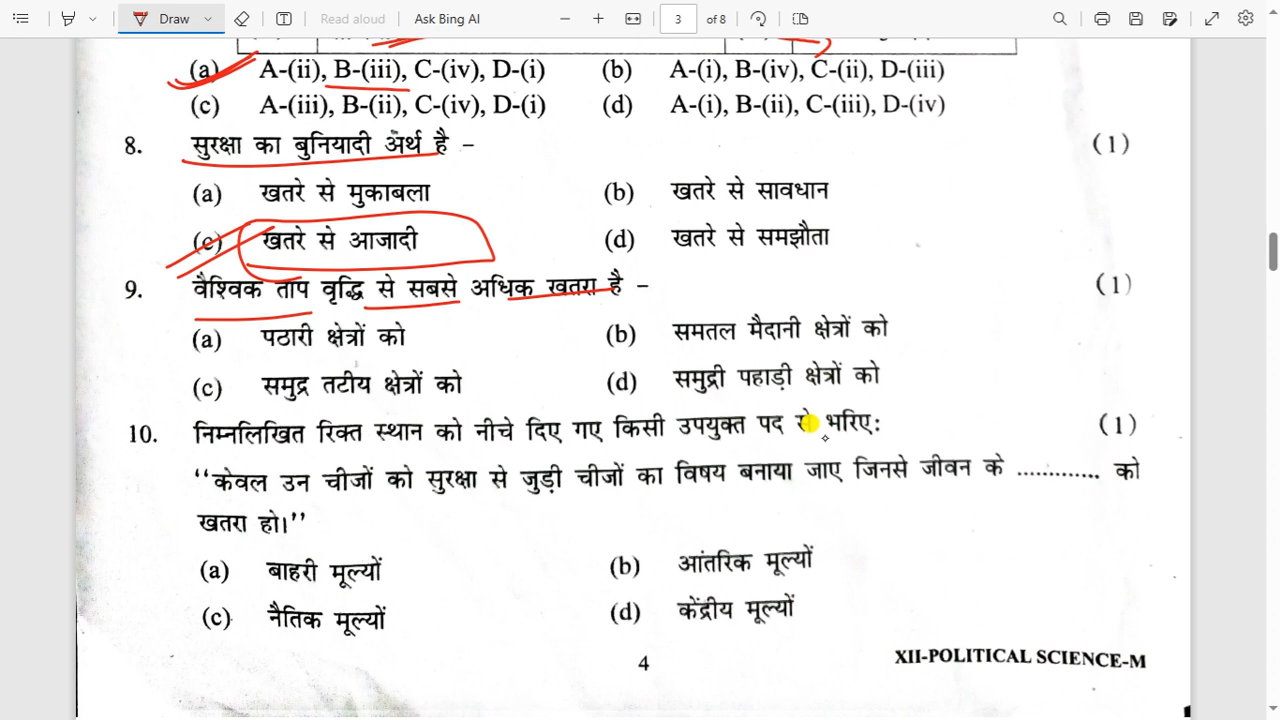 Draw
Read aloud
Ask Bing AI
3
of 8
(a) A-(ii), B-(iii), C-(iv), D-(i) (b) A-(i), B-(iv), C-(ii), D-(iii)
(c) A-(iii), B-(ii), C-(iv), D-(i) (d) A-(i), B-(ii), C-(iii), D-(iv)
8. सुरक्षा का बुनियादी अर्थ है – (1)
(a) खतरे से मुकाबला (b) खतरे से सावधान
(c) खतरे से आजादी (d) खतरे से समझौता
9. वैश्विक ताप वृद्धि से सबसे अधिक खतरा है – (1)
(a) पठारी क्षेत्रों को (b) समतल मैदानी क्षेत्रों को
(c) समुद्र तटीय क्षेत्रों को (d) समुद्री पहाड़ी क्षेत्रों को
10. निम्नलिखित रिक्त स्थान को नीचे दिए गए किसी उपयुक्त पद से भरिए: (1)
‘‘केवल उन चीजों को सुरक्षा से जुड़ी चीजों का विषय बनाया जाए जिनसे जीवन के ............. को
खतरा हो।’’
(a) बाहरी मूल्यों (b) आंतरिक मूल्यों
(c) नैतिक मूल्यों (d) केंद्रीय मूल्यों
4 XII-POLITICAL SCIENCE-M